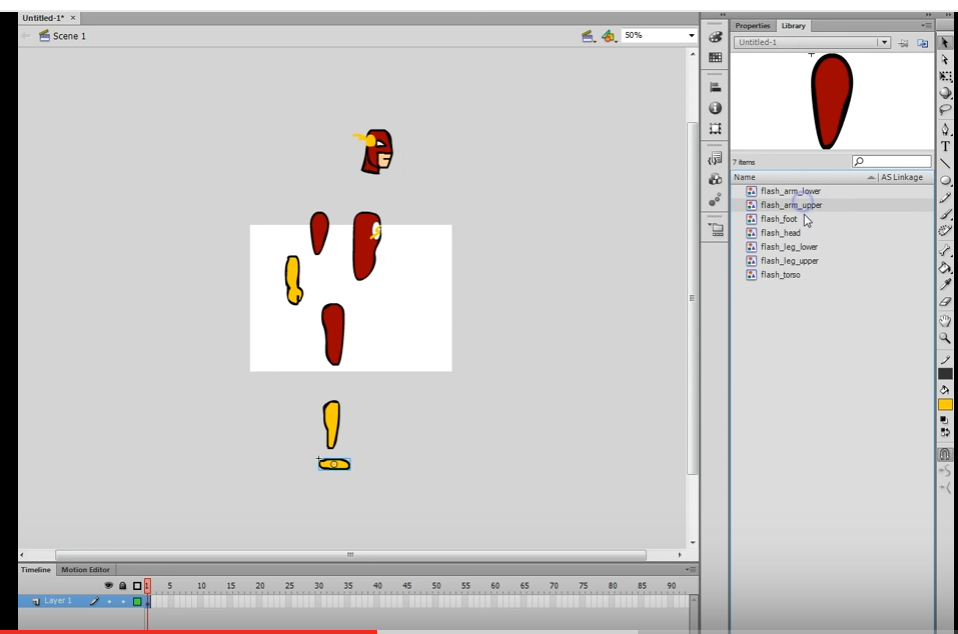 Untitled-1* ×
Properties Library
Scene 1
50%
Untitled-1
7 items
Name AS Linkage
flash_arm_lower
flash_arm_upper
flash_foot
flash_head
flash_leg_lower
flash_leg_upper
flash_torso
Timeline Motion Editor
1 5 10 15 20 25 30 35 40 45 50 55 60 65 70 75 80 85 90
Layer 1